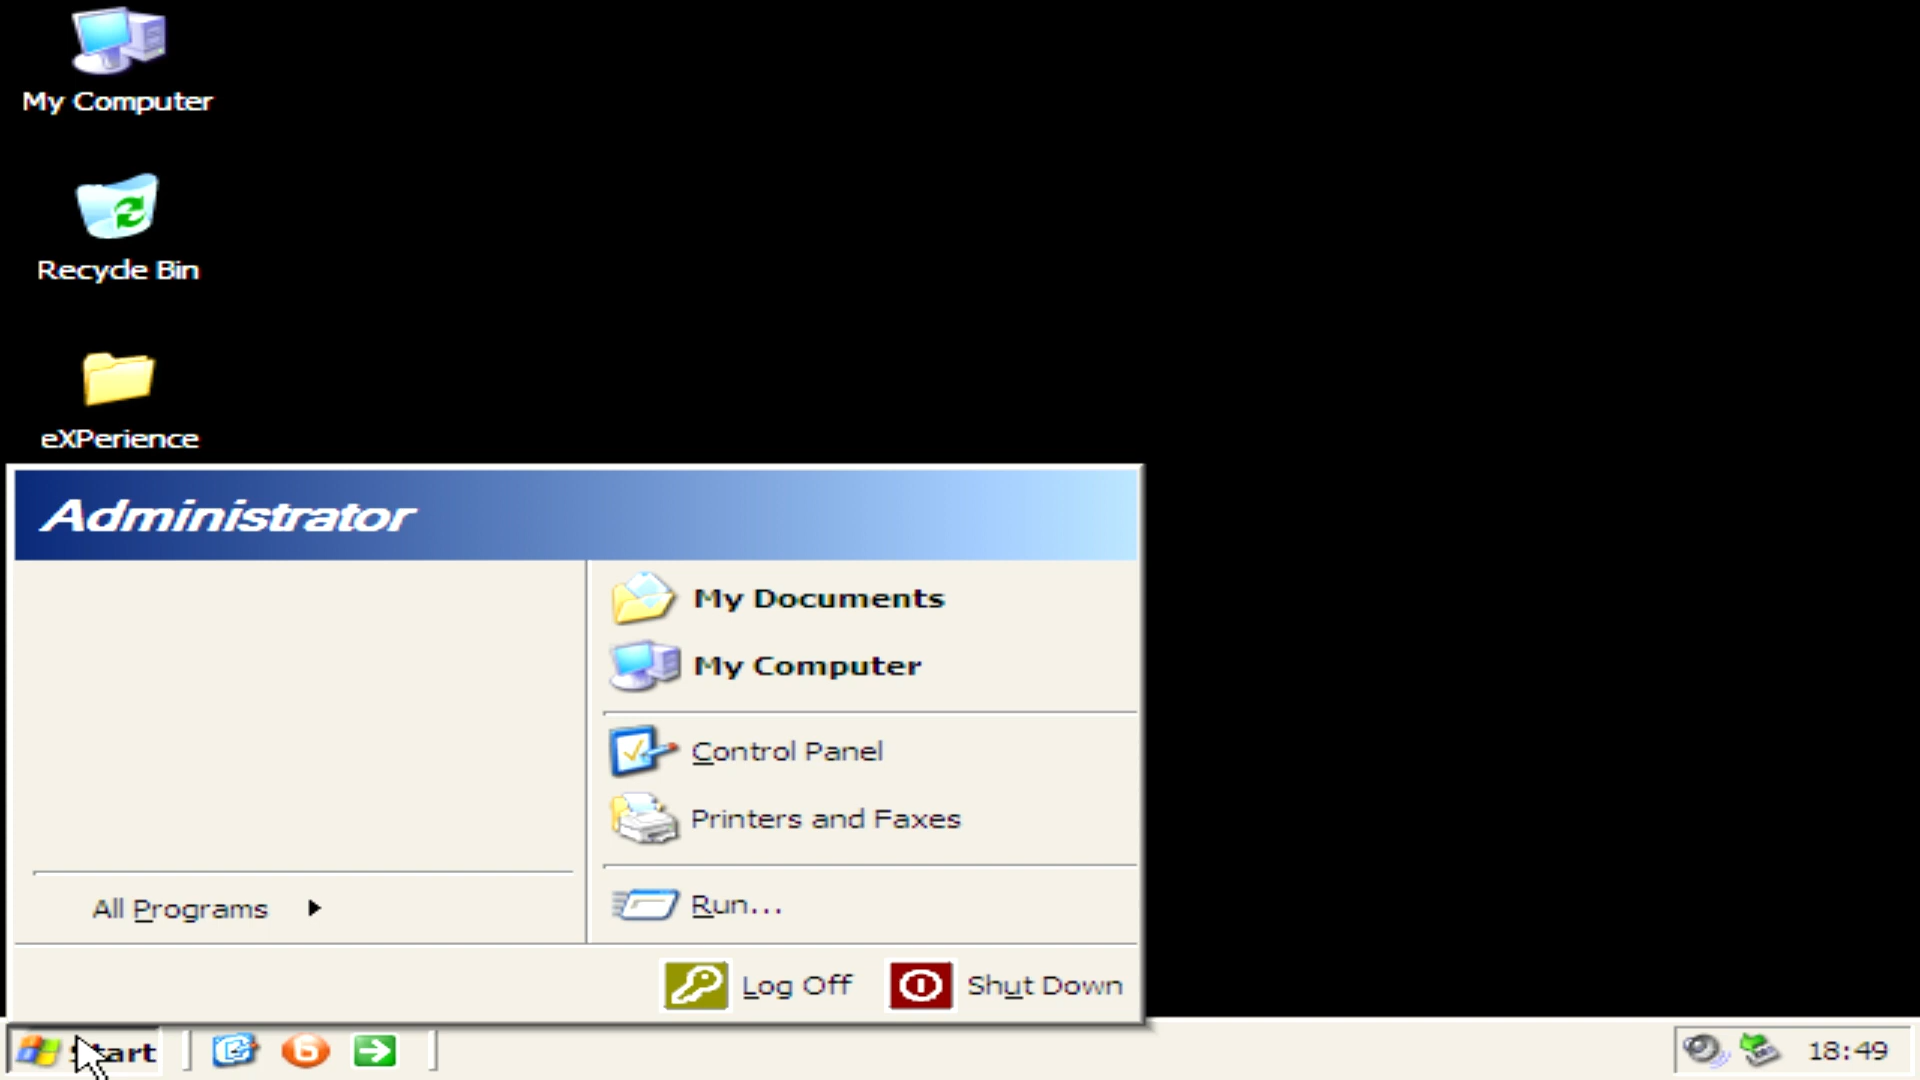 My Computer
Recycle Bin
eXPerience
Administrator
My Documents
My Computer
Control Panel
Printers and Faxes
All Programs
Run...
Log Off
Shut Down
18:49